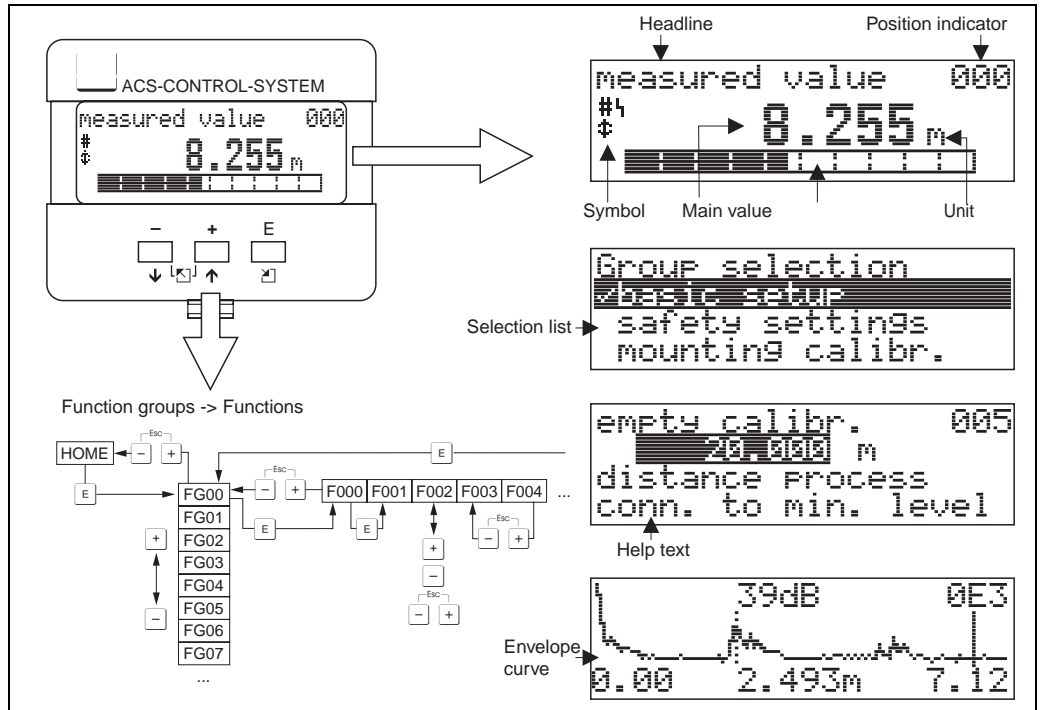 Headline
Position indicator
measured value 000
8.255 m
Symbol
Main value
Unit
ACS-CONTROL-SYSTEM
measured value 000
8.255 m
– + E
Group selection
basic setup
safety settings
mounting calibr.
Selection list
empty calibr. 005
20.000 m
distance process
conn. to min. level
Help text
39dB 0E3
0.00 2.493m 7.12
Envelope
curve
Function groups -> Functions
HOME
Esc
– +
E
E
FG00
FG01
FG02
FG03
FG04
FG05
FG06
FG07
...
+
–
Esc
– +
E
F000 F001 F002 F003 F004 ...
E
+
–
Esc
– +
Esc
– +